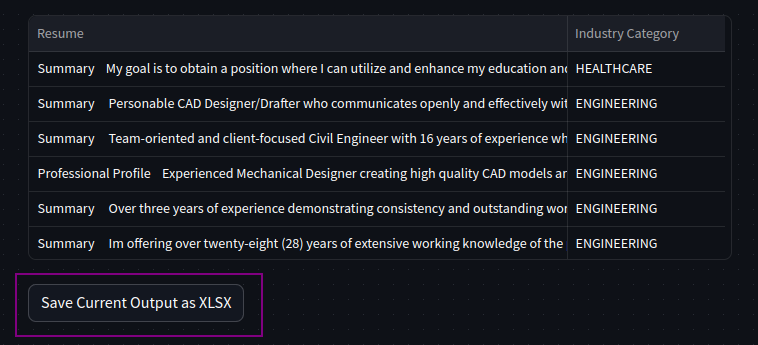 Resume Industry Category
Summary My goal is to obtain a position where I can utilize and enhance my education and HEALTHCARE
Summary Personable CAD Designer/Drafter who communicates openly and effectively wit ENGINEERING
Summary Team-oriented and client-focused Civil Engineer with 16 years of experience wh ENGINEERING
Professional Profile Experienced Mechanical Designer creating high quality CAD models ar ENGINEERING
Summary Over three years of experience demonstrating consistency and outstanding wor ENGINEERING
Summary Im offering over twenty-eight (28) years of extensive working knowledge of the ENGINEERING
Save Current Output as XLSX